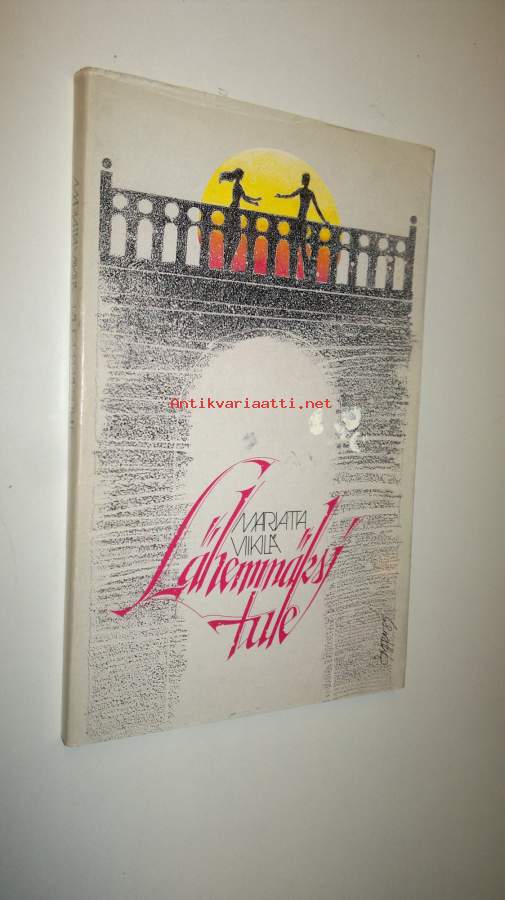 Antikvariaatti.net
MARJATTA
VIIKILÄ
Lähemmäksi
tule